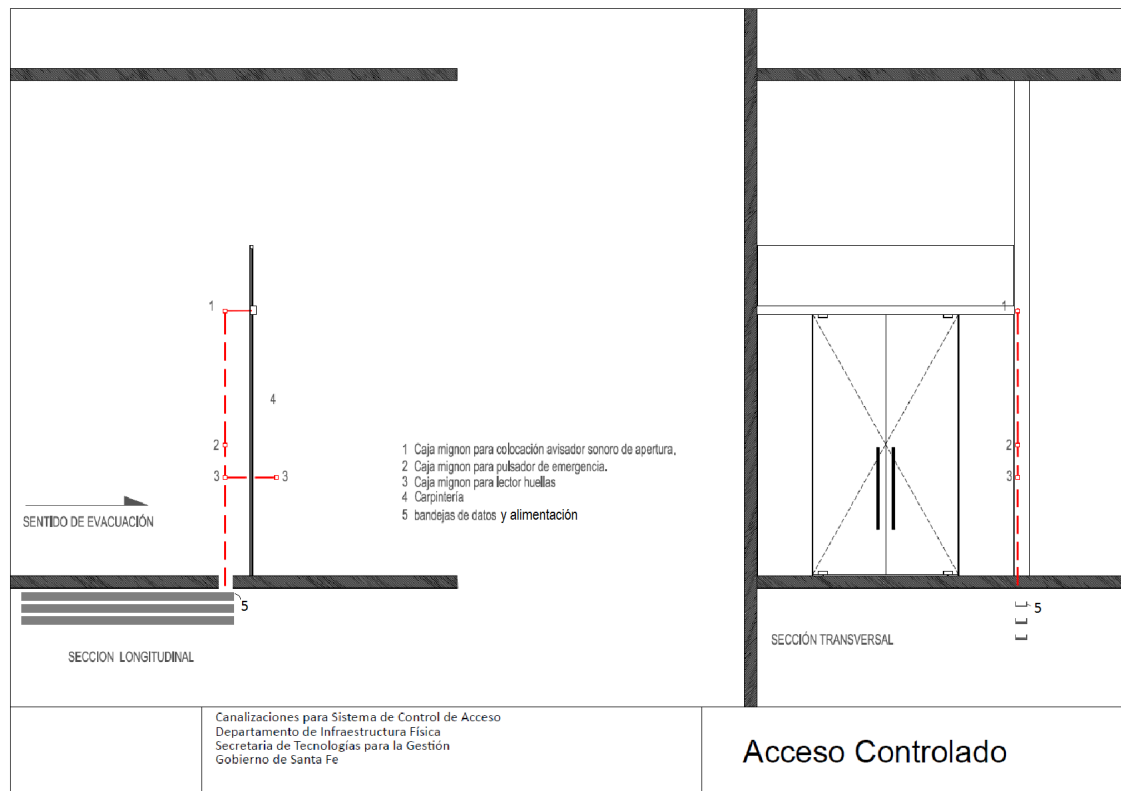 1
1
4
2
3
3
2
3
1 Caja mignon para colocación avisador sonoro de apertura,
2 Caja mignon para pulsador de emergencia.
3 Caja mignon para lector huellas
4 Carpintería
5 bandejas de datos y alimentación
SENTIDO DE EVACUACIÓN
5
5
SECCION LONGITUDINAL
SECCIÓN TRANSVERSAL
Canalizaciones para Sistema de Control de Acceso
Departamento de Infraestructura Física
Secretaria de Tecnologías para la Gestión
Gobierno de Santa Fe
Acceso Controlado